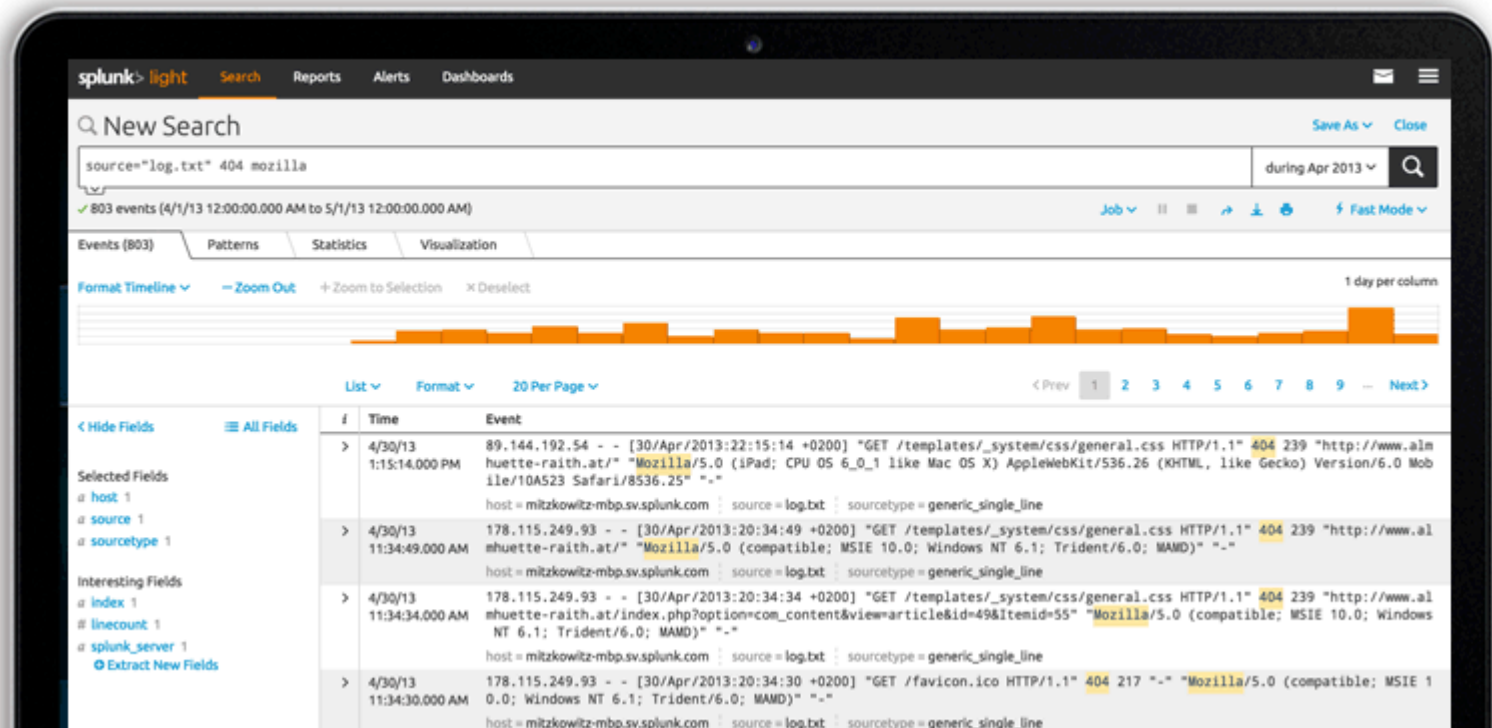 splunk> light Search Reports Alerts Dashboards
New Search
Save As Close
source="log.txt" 404 mozilla
during Apr 2013
803 events (4/1/13 12:00:00.000 AM to 5/1/13 12:00:00.000 AM)
Job Fast Mode
Events (803) Patterns Statistics Visualization
Format Timeline — Zoom Out + Zoom to Selection × Deselect
1 day per column
List Format 20 Per Page
< Prev 1 2 3 4 5 6 7 8 9 ... Next >
< Hide Fields All Fields
Selected Fields
a host 1
a source 1
a sourcetype 1
Interesting Fields
a index 1
# linecount 1
a splunk_server 1
Extract New Fields
i Time Event
> 4/30/13
1:15:14.000 PM
89.144.192.54 - - [30/Apr/2013:22:15:14 +0200] "GET /templates/_system/css/general.css HTTP/1.1" 404 239 "http://www.alm
huette-raith.at/" "Mozilla/5.0 (iPad; CPU OS 6_0_1 like Mac OS X) AppleWebKit/536.26 (KHTML, like Gecko) Version/6.0 Mob
ile/10A523 Safari/8536.25" "-"
host = mitzkowitz-mbp.sv.splunk.com source = log.txt sourcetype = generic_single_line
> 4/30/13
11:34:49.000 AM
178.115.249.93 - - [30/Apr/2013:20:34:49 +0200] "GET /templates/_system/css/general.css HTTP/1.1" 404 239 "http://www.al
mhuette-raith.at/" "Mozilla/5.0 (compatible; MSIE 10.0; Windows NT 6.1; Trident/6.0; MAMD)" "-"
host = mitzkowitz-mbp.sv.splunk.com source = log.txt sourcetype = generic_single_line
> 4/30/13
11:34:34.000 AM
178.115.249.93 - - [30/Apr/2013:20:34:34 +0200] "GET /templates/_system/css/general.css HTTP/1.1" 404 239 "http://www.al
mhuette-raith.at/index.php?option=com_content&view=article&id=49&Itemid=55" "Mozilla/5.0 (compatible; MSIE 10.0; Windows
NT 6.1; Trident/6.0; MAMD)" "-"
host = mitzkowitz-mbp.sv.splunk.com source = log.txt sourcetype = generic_single_line
> 4/30/13
11:34:30.000 AM
178.115.249.93 - - [30/Apr/2013:20:34:30 +0200] "GET /favicon.ico HTTP/1.1" 404 217 "-" "Mozilla/5.0 (compatible; MSIE 1
0.0; Windows NT 6.1; Trident/6.0; MAMD)" "-"
host = mitzkowitz-mbp.sv.splunk.com source = log.txt sourcetype = generic_single_line